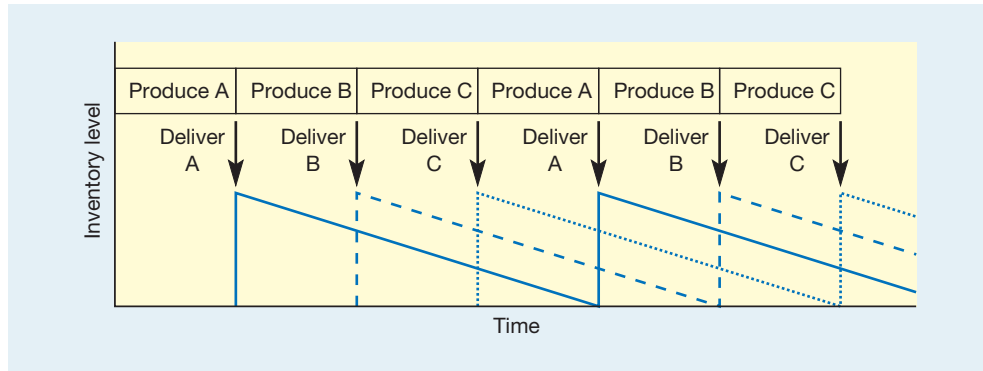 Produce A Produce B Produce C Produce A Produce B Produce C
Deliver Deliver Deliver Deliver Deliver Deliver
A B C A B C
Inventory level
Time